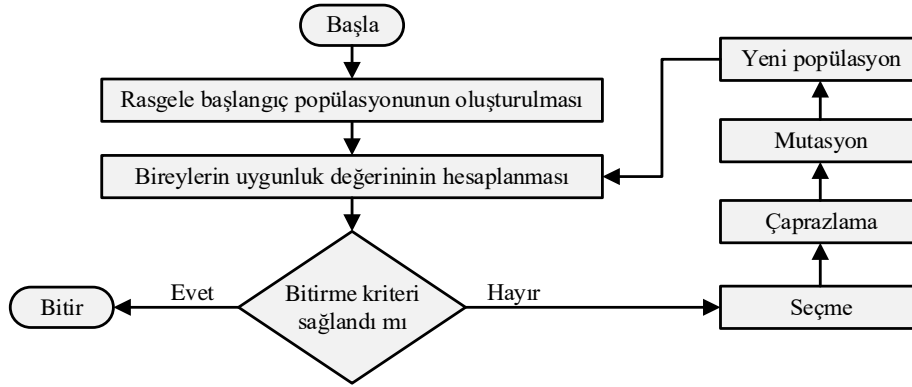 Başla
Rasgele başlangıç popülasyonunun oluşturulması
Bireylerin uygunluk değerininin hesaplanması
Bitirme kriteri
sağlandı mı
Evet
Bitir
Hayır
Seçme
Çaprazlama
Mutasyon
Yeni popülasyon